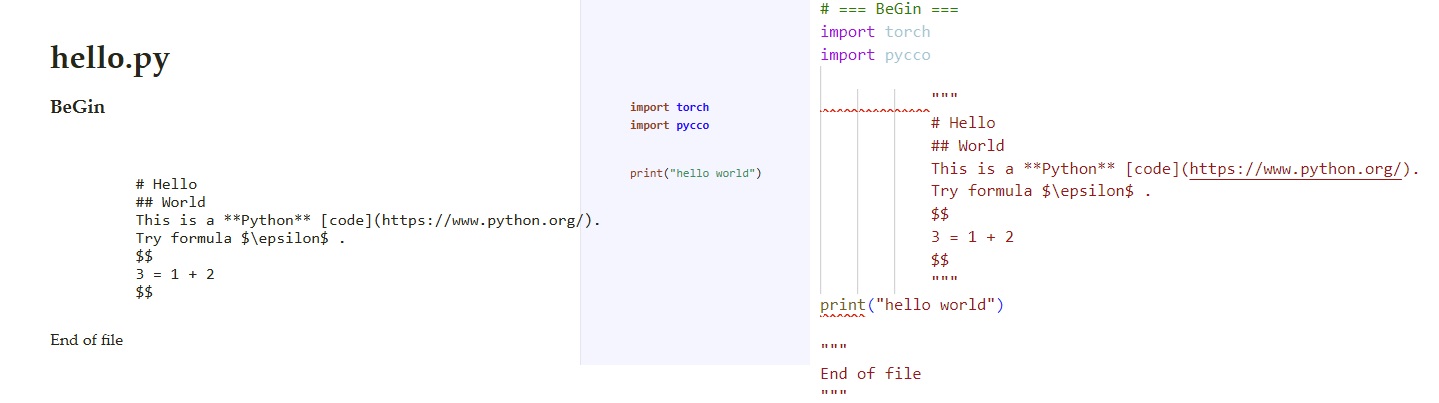 hello.py
BeGin
# Hello
## World
This is a **Python** [code](https://www.python.org/).
Try formula $\epsilon$ .
$$
3 = 1 + 2
$$
End of file
import torch
import pycco
print("hello world")
# === BeGin ===
import torch
import pycco
"""
# Hello
## World
This is a **Python** [code](https://www.python.org/).
Try formula $\epsilon$ .
$$
3 = 1 + 2
$$
"""
print("hello world")
"""
End of file
"""